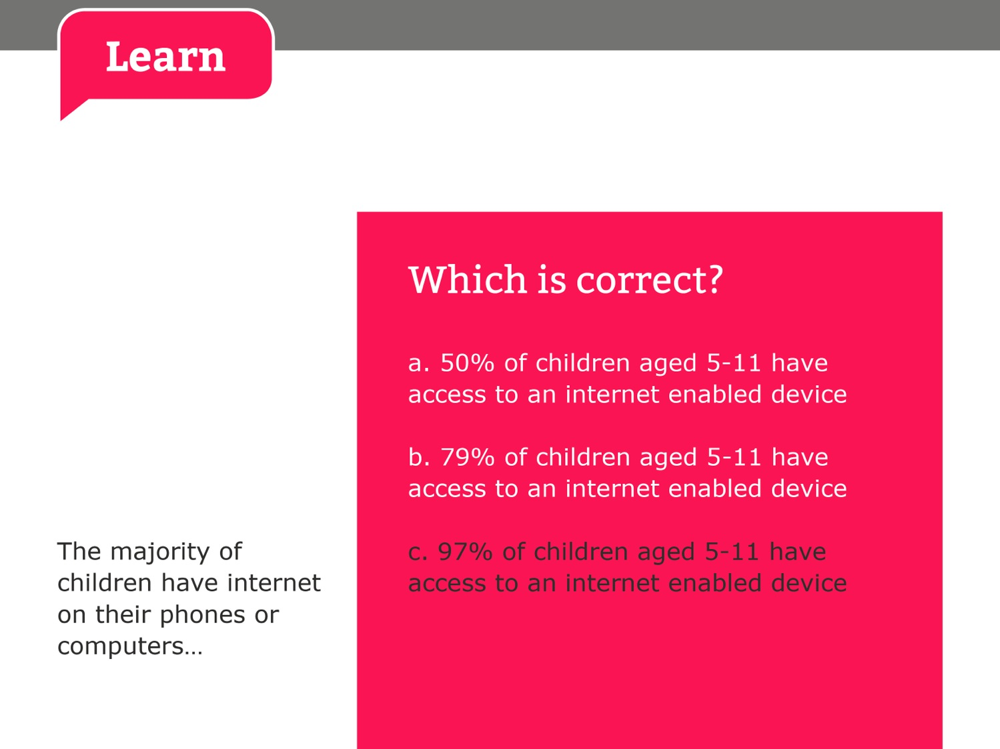 Learn
Which is correct?
a. 50% of children aged 5-11 have
access to an internet enabled device
b. 79% of children aged 5-11 have
access to an internet enabled device
c. 97% of children aged 5-11 have
access to an internet enabled device
The majority of
children have internet
on their phones or
computers…